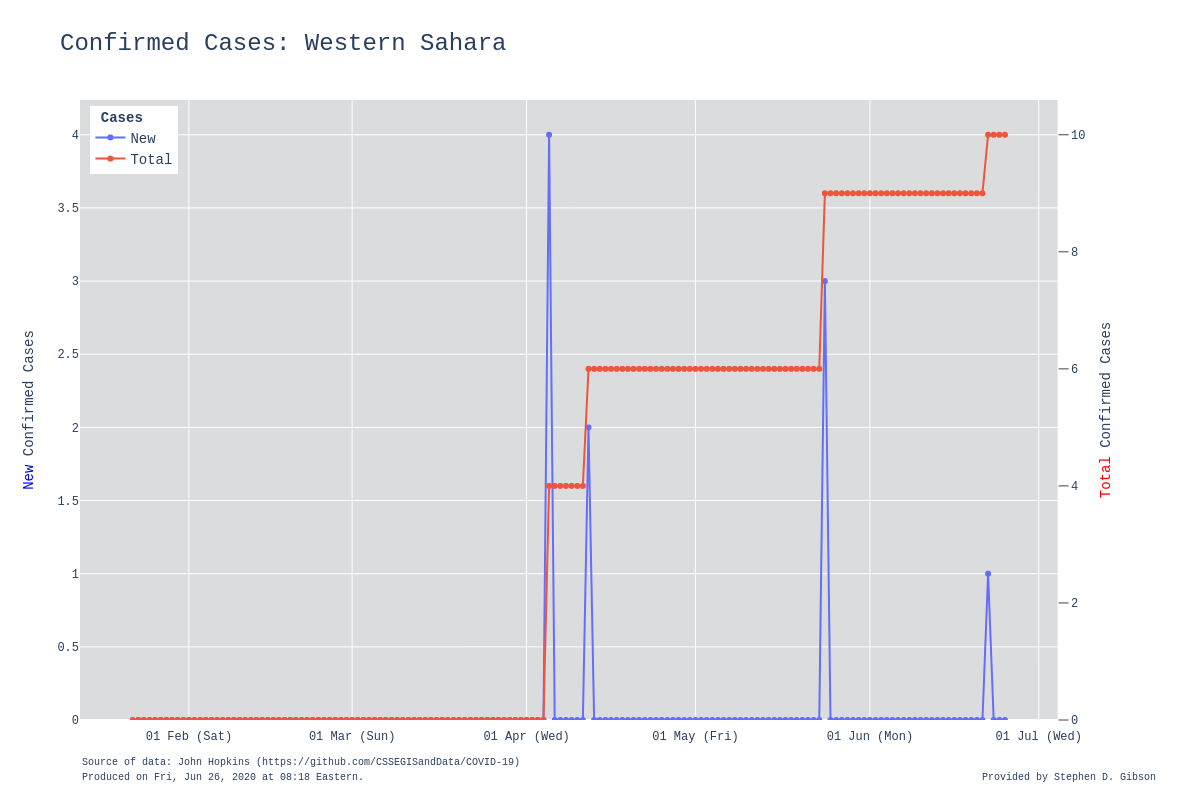 Confirmed Cases: Western Sahara
Cases
New
Total
4
3.5
3
2.5
2
1.5
1
0.5
0
New Confirmed Cases
10
8
6
4
2
0
Total Confirmed Cases
01 Feb (Sat)
01 Mar (Sun)
01 Apr (Wed)
01 May (Fri)
01 Jun (Mon)
01 Jul (Wed)
Source of data: John Hopkins (https://github.com/CSSEGISandData/COVID-19)
Produced on Fri, Jun 26, 2020 at 08:18 Eastern.
Provided by Stephen D. Gibson